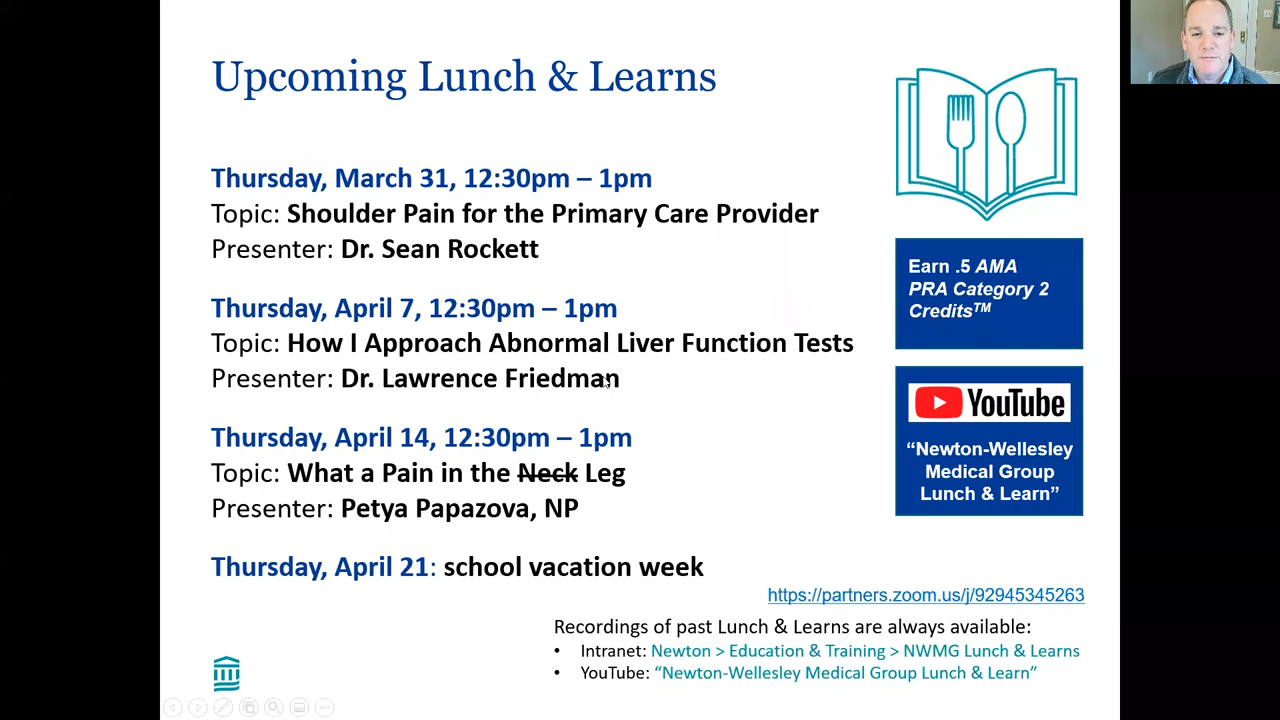 Upcoming Lunch & Learns
Thursday, March 31, 12:30pm – 1pm
Topic: Shoulder Pain for the Primary Care Provider
Presenter: Dr. Sean Rockett
Thursday, April 7, 12:30pm – 1pm
Topic: How I Approach Abnormal Liver Function Tests
Presenter: Dr. Lawrence Friedman
Thursday, April 14, 12:30pm – 1pm
Topic: What a Pain in the Neck Leg
Presenter: Petya Papazova, NP
Thursday, April 21: school vacation week
Earn .5 AMA
PRA Category 2
Credits™
YouTube
“Newton-Wellesley
Medical Group
Lunch & Learn”
https://partners.zoom.us/j/92945345263
Recordings of past Lunch & Learns are always available:
• Intranet: Newton > Education & Training > NWMG Lunch & Learns
• YouTube: “Newton-Wellesley Medical Group Lunch & Learn”